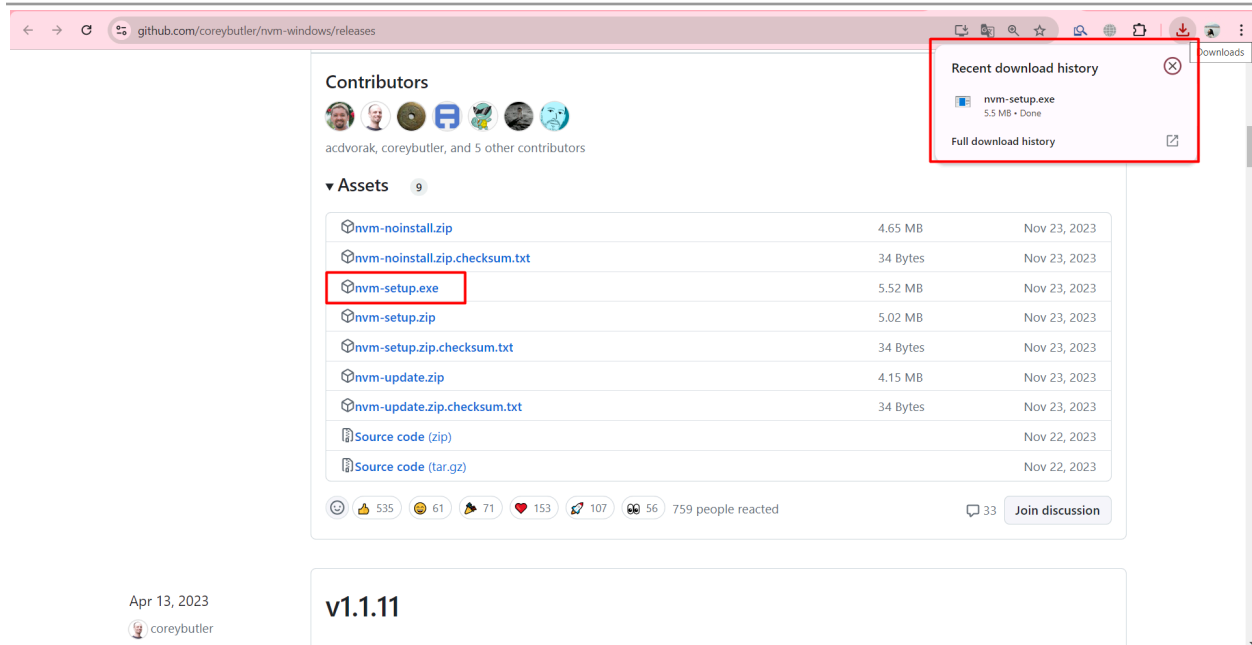 github.com/coreybutler/nvm-windows/releases
Downloads
Recent download history
nvm-setup.exe
5.5 MB • Done
Full download history
Contributors
acdvorak, coreybutler, and 5 other contributors
Assets 9
nvm-noinstall.zip 4.65 MB Nov 23, 2023
nvm-noinstall.zip.checksum.txt 34 Bytes Nov 23, 2023
nvm-setup.exe 5.52 MB Nov 23, 2023
nvm-setup.zip 5.02 MB Nov 23, 2023
nvm-setup.zip.checksum.txt 34 Bytes Nov 23, 2023
nvm-update.zip 4.15 MB Nov 23, 2023
nvm-update.zip.checksum.txt 34 Bytes Nov 23, 2023
Source code (zip) Nov 22, 2023
Source code (tar.gz) Nov 22, 2023
535 61 71 153 107 56 759 people reacted 33 Join discussion
Apr 13, 2023
coreybutler
v1.1.11